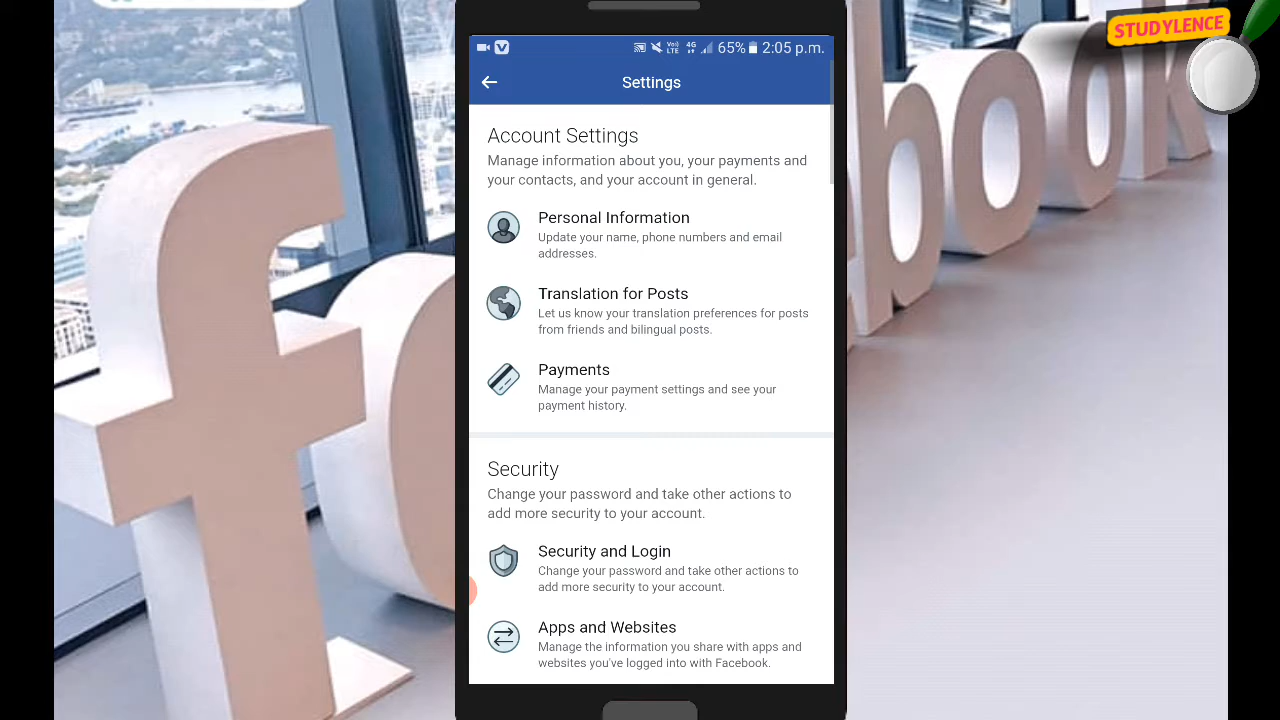 STUDYLENCE
VoI) LTE 4G 65% 2:05 p.m.
Settings
Account Settings
Manage information about you, your payments and
your contacts, and your account in general.
Personal Information
Update your name, phone numbers and email
addresses.
Translation for Posts
Let us know your translation preferences for posts
from friends and bilingual posts.
Payments
Manage your payment settings and see your
payment history.
Security
Change your password and take other actions to
add more security to your account.
Security and Login
Change your password and take other actions to
add more security to your account.
Apps and Websites
Manage the information you share with apps and
websites you've logged into with Facebook.
f
book